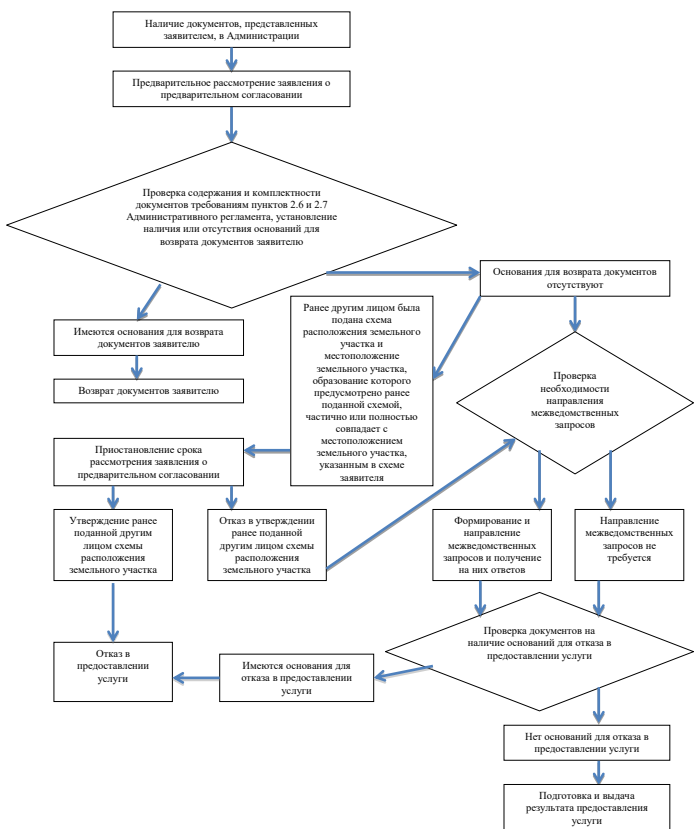 Наличие документов, представленных
заявителем, в Администрации
Предварительное рассмотрение заявления о
предварительном согласовании
Проверка содержания и комплектности
документов требованиям пунктов 2.6 и 2.7
Административного регламента, установление
наличия или отсутствия оснований для
возврата документов заявителю
Основания для возврата документов
отсутствуют
Имеются основания для возврата
документов заявителю
Возврат документов заявителю
Ранее другим лицом была
подана схема
расположения земельного
участка и
местоположение
земельного участка,
образование которого
предусмотрено ранее
поданной схемой,
частично или полностью
совпадает с
местоположением
земельного участка,
указанным в схеме
заявителя
Проверка
необходимости
направления
межведомственных
запросов
Приостановление срока
рассмотрения заявления о
предварительном согласовании
Утверждение ранее
поданной другим
лицом схемы
расположения
земельного участка
Отказ в утверждении
ранее поданной
другим лицом схемы
расположения
земельного участка
Формирование и
направление
межведомственных
запросов и получение
на них ответов
Направление
межведомственных
запросов не
требуется
Проверка документов на
наличие оснований для отказа в
предоставлении услуги
Отказ в
предоставлении
услуги
Имеются основания для
отказа в предоставлении
услуги
Нет оснований для отказа в
предоставлении услуги
Подготовка и выдача
результата предоставления
услуги